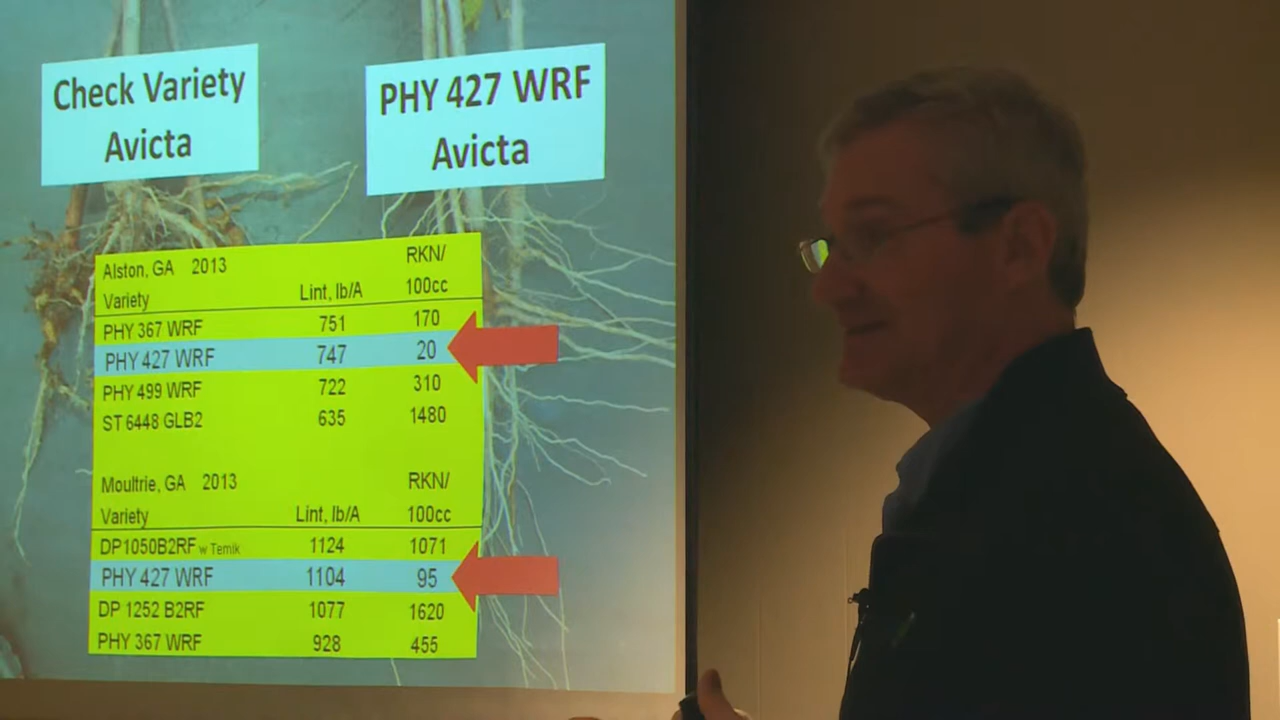 Check Variety
Avicta
PHY 427 WRF
Avicta
Alston, GA 2013 RKN/
Variety Lint, lb/A 100cc
PHY 367 WRF 751 170
PHY 427 WRF 747 20
PHY 499 WRF 722 310
ST 6448 GLB2 635 1480
Moultrie, GA 2013 RKN/
Variety Lint, lb/A 100cc
DP1050B2RF w Temik 1124 1071
PHY 427 WRF 1104 95
DP 1252 B2RF 1077 1620
PHY 367 WRF 928 455